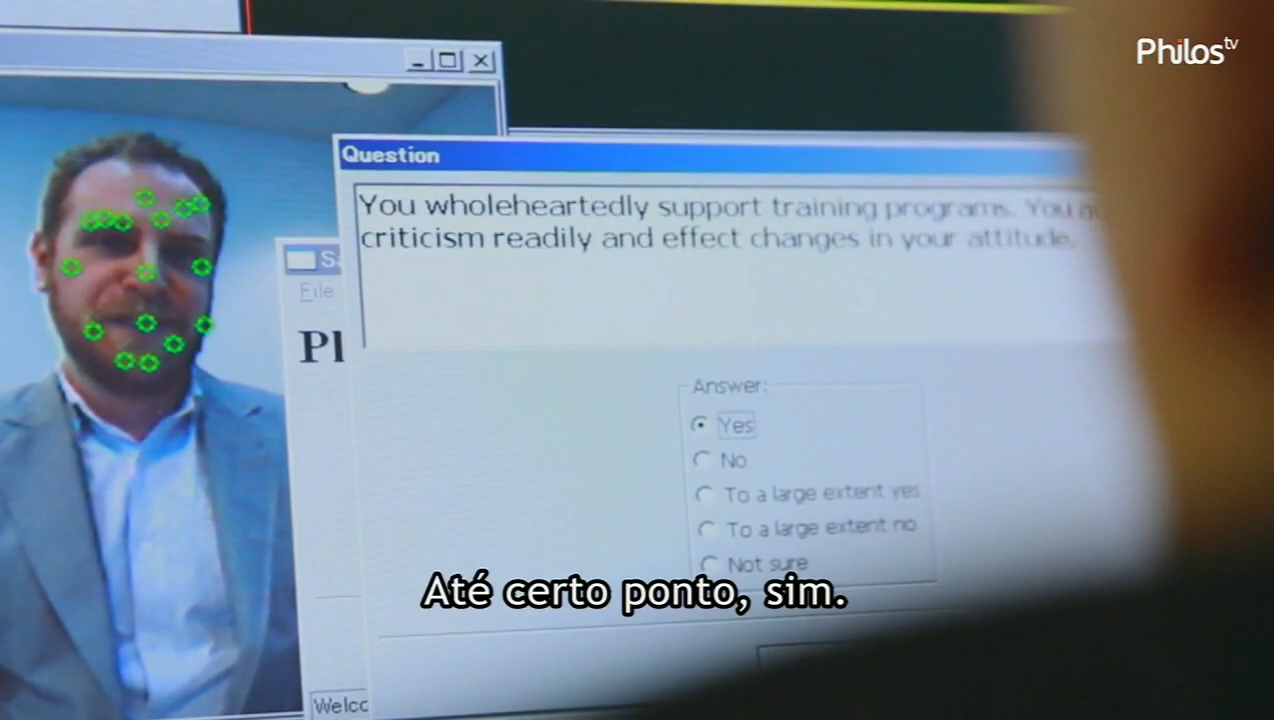 Philos tv
Question
You wholeheartedly support training programs. You
criticism readily and effect changes in your attitude.
File
Answer:
Yes
No
To a large extent yes
To a large extent no
Not sure
Até certo ponto, sim.